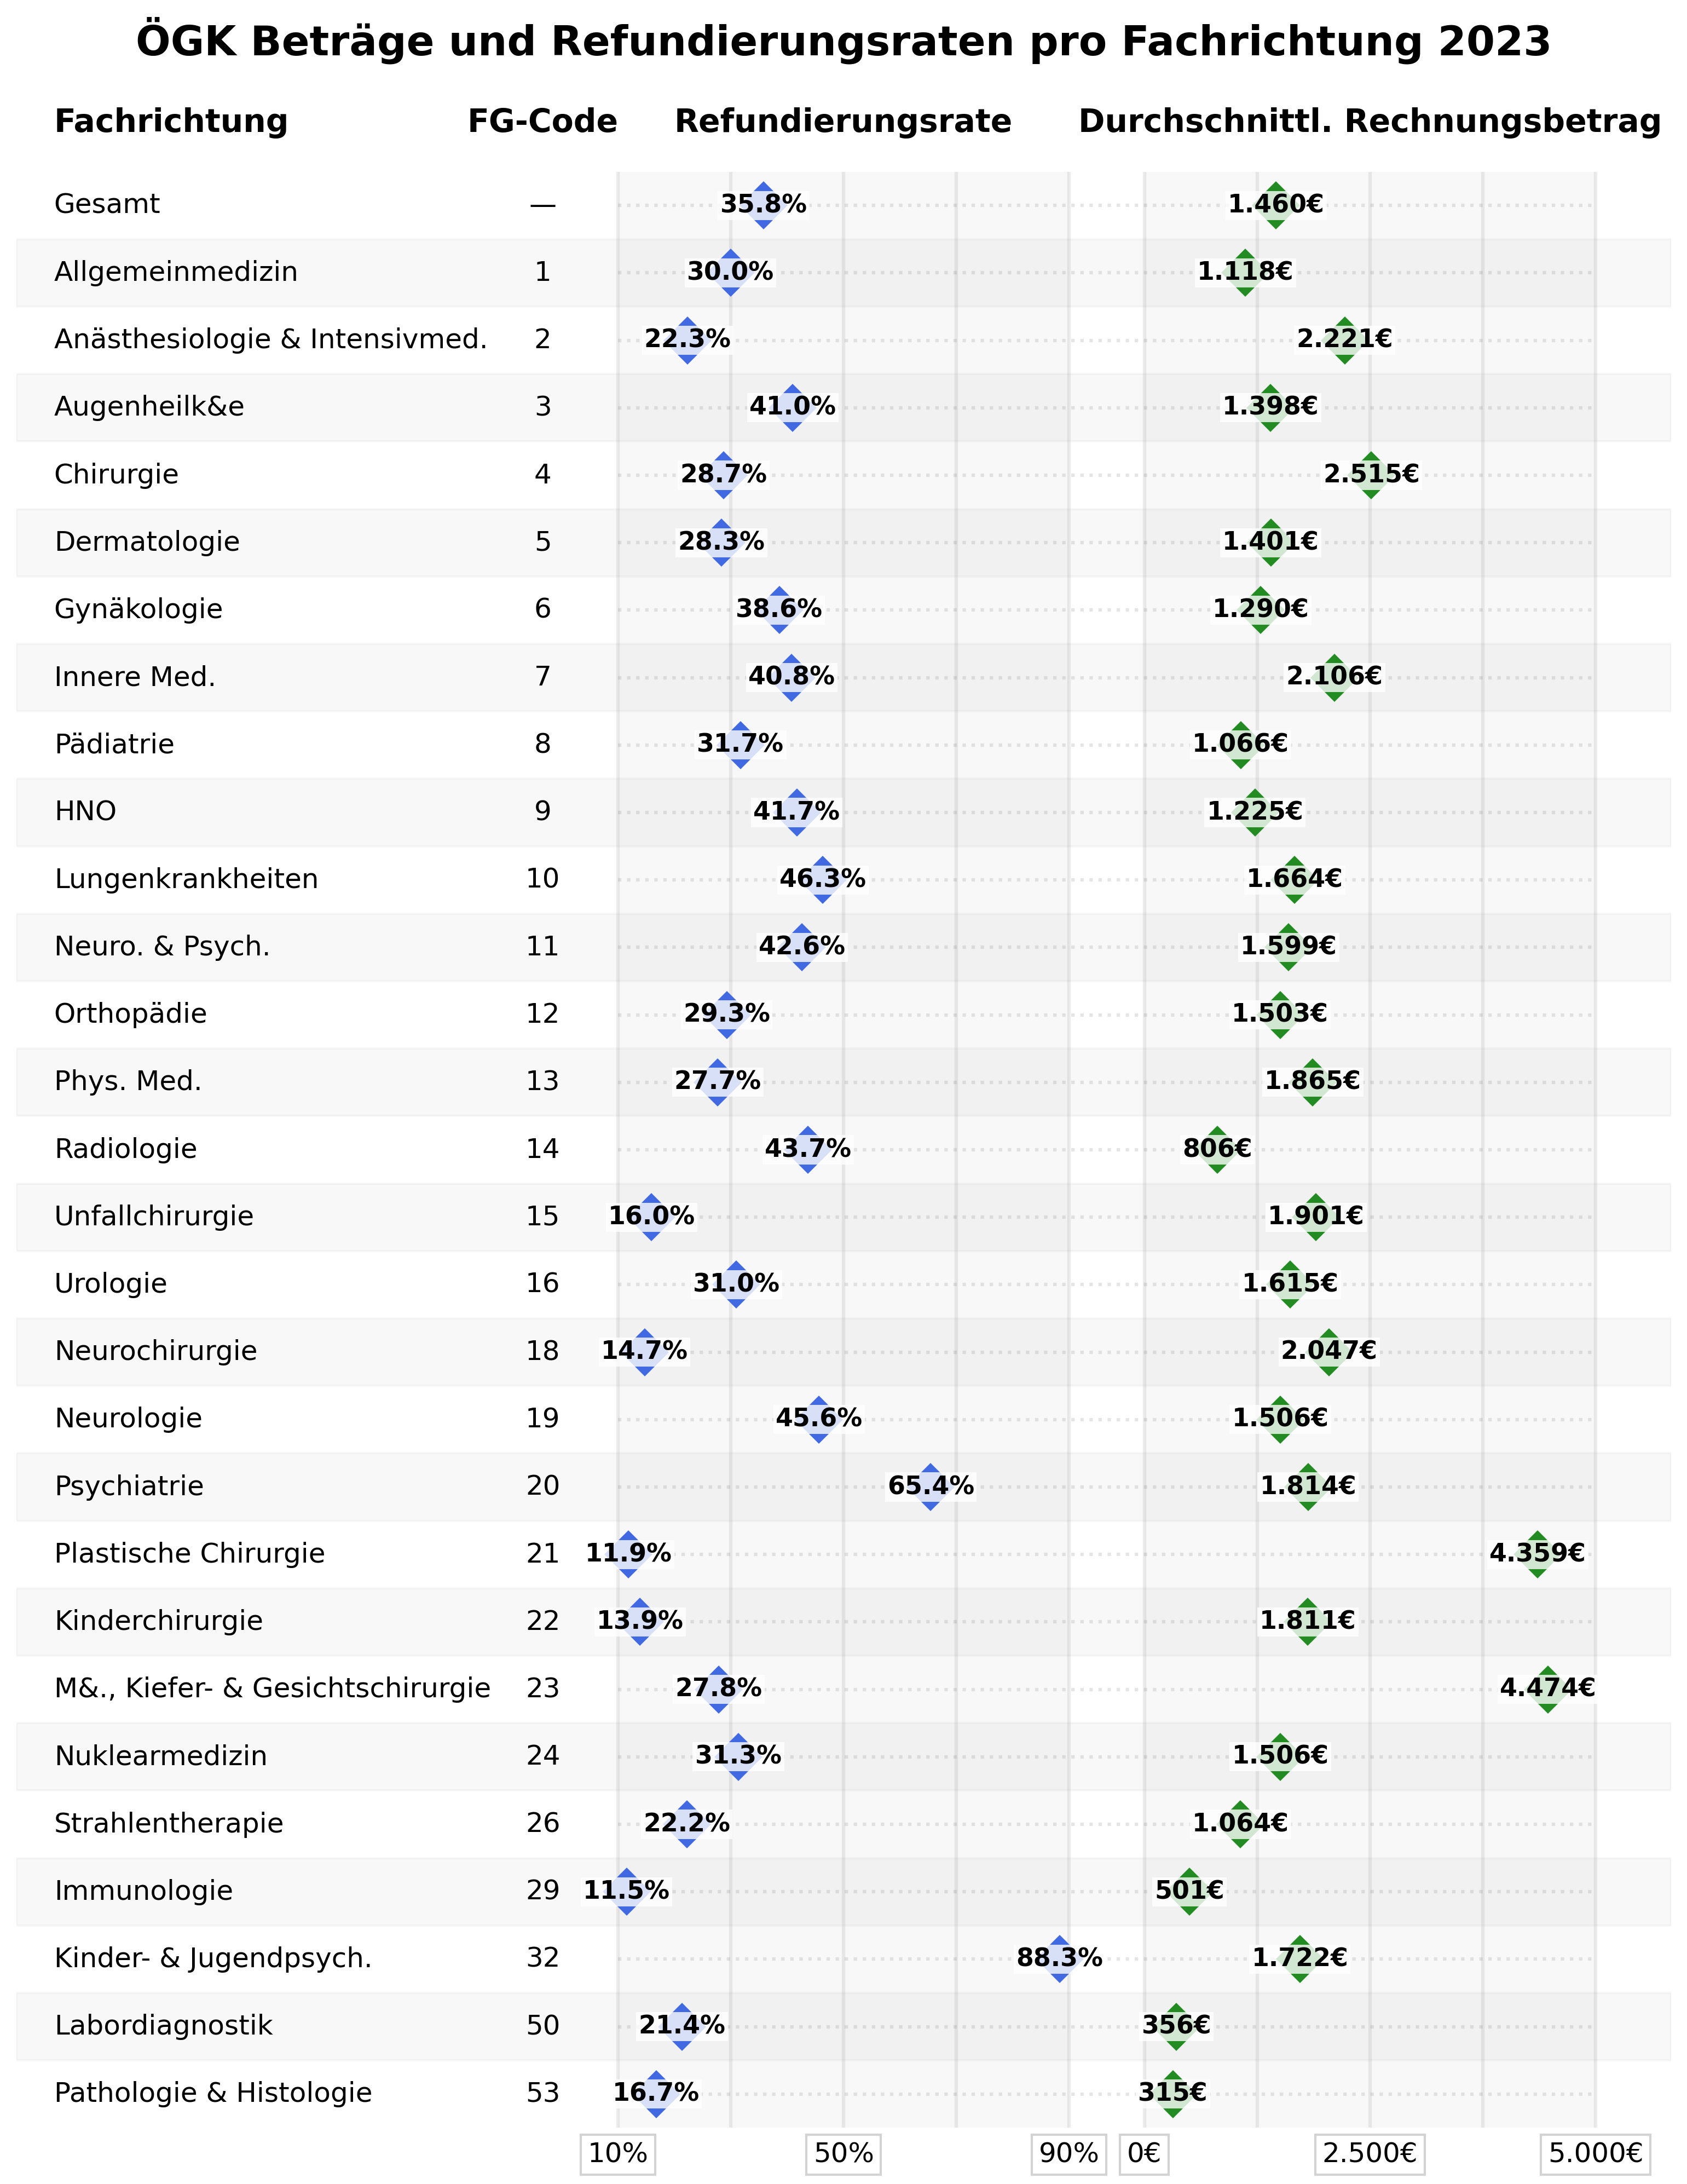 ÖGK Beträge und Refundierungsraten pro Fachrichtung 2023
Fachrichtung FG-Code Refundierungsrate Durchschnittl. Rechnungsbetrag
Gesamt — 35.8% 1.460€
Allgemeinmedizin 1 30.0% 1.118€
Anästhesiologie & Intensivmed. 2 22.3% 2.221€
Augenheilk&e 3 41.0% 1.398€
Chirurgie 4 28.7% 2.515€
Dermatologie 5 28.3% 1.401€
Gynäkologie 6 38.6% 1.290€
Innere Med. 7 40.8% 2.106€
Pädiatrie 8 31.7% 1.066€
HNO 9 41.7% 1.225€
Lungenkrankheiten 10 46.3% 1.664€
Neuro. & Psych. 11 42.6% 1.599€
Orthopädie 12 29.3% 1.503€
Phys. Med. 13 27.7% 1.865€
Radiologie 14 43.7% 806€
Unfallchirurgie 15 16.0% 1.901€
Urologie 16 31.0% 1.615€
Neurochirurgie 18 14.7% 2.047€
Neurologie 19 45.6% 1.506€
Psychiatrie 20 65.4% 1.814€
Plastische Chirurgie 21 11.9% 4.359€
Kinderchirurgie 22 13.9% 1.811€
M&., Kiefer- & Gesichtschirurgie 23 27.8% 4.474€
Nuklearmedizin 24 31.3% 1.506€
Strahlentherapie 26 22.2% 1.064€
Immunologie 29 11.5% 501€
Kinder- & Jugendpsych. 32 88.3% 1.722€
Labordiagnostik 50 21.4% 356€
Pathologie & Histologie 53 16.7% 315€
10% 50% 90% 0€ 2.500€ 5.000€